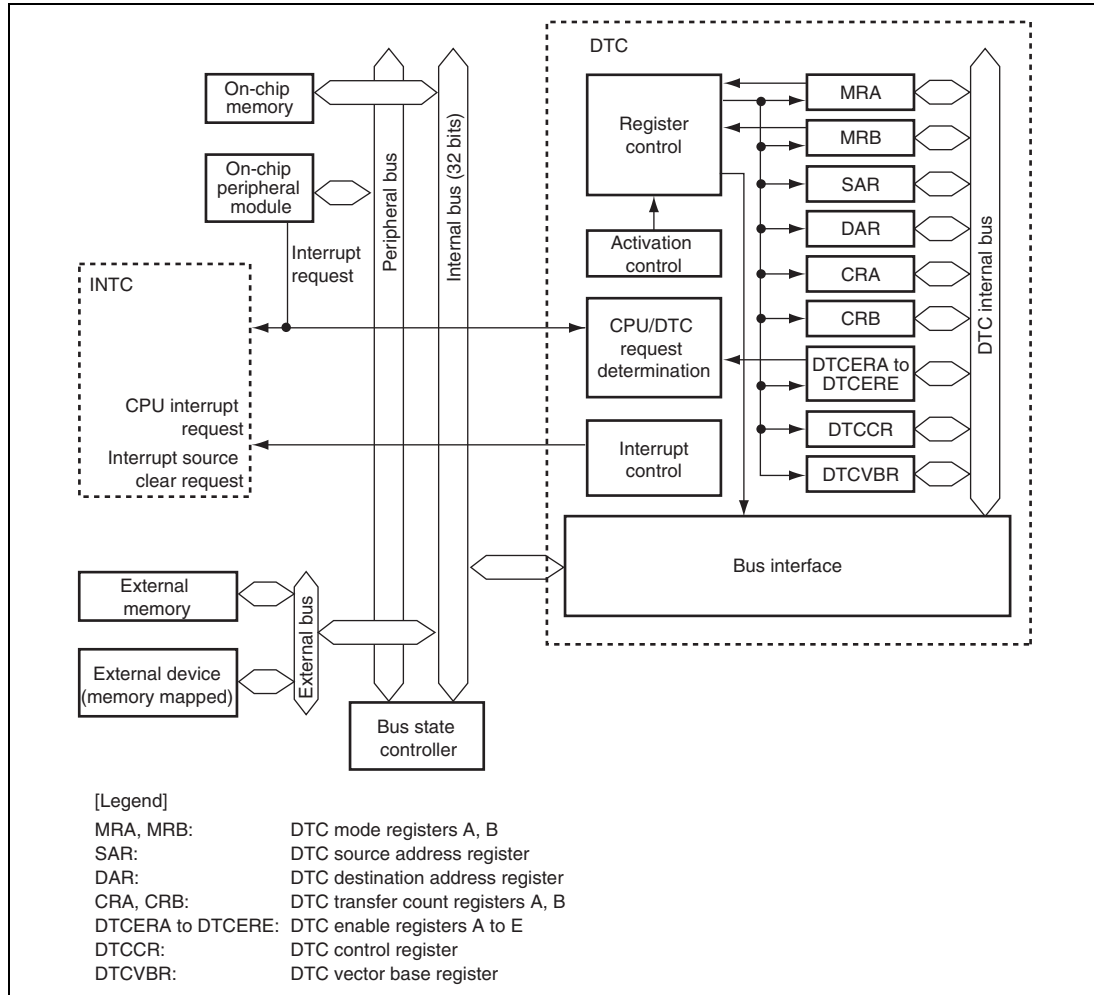 DTC
On-chip
memory
On-chip
peripheral
module
Interrupt
request
Peripheral bus
Internal bus (32 bits)
INTC
CPU interrupt
request
Interrupt source
clear request
Register
control
Activation
control
CPU/DTC
request
determination
Interrupt
control
MRA
MRB
SAR
DAR
CRA
CRB
DTCERA to
DTCERE
DTCCR
DTCVBR
DTC internal bus
Bus interface
External
memory
External device
(memory mapped)
External bus
Bus state
controller
[Legend]
MRA, MRB: DTC mode registers A, B
SAR: DTC source address register
DAR: DTC destination address register
CRA, CRB: DTC transfer count registers A, B
DTCERA to DTCERE: DTC enable registers A to E
DTCCR: DTC control register
DTCVBR: DTC vector base register